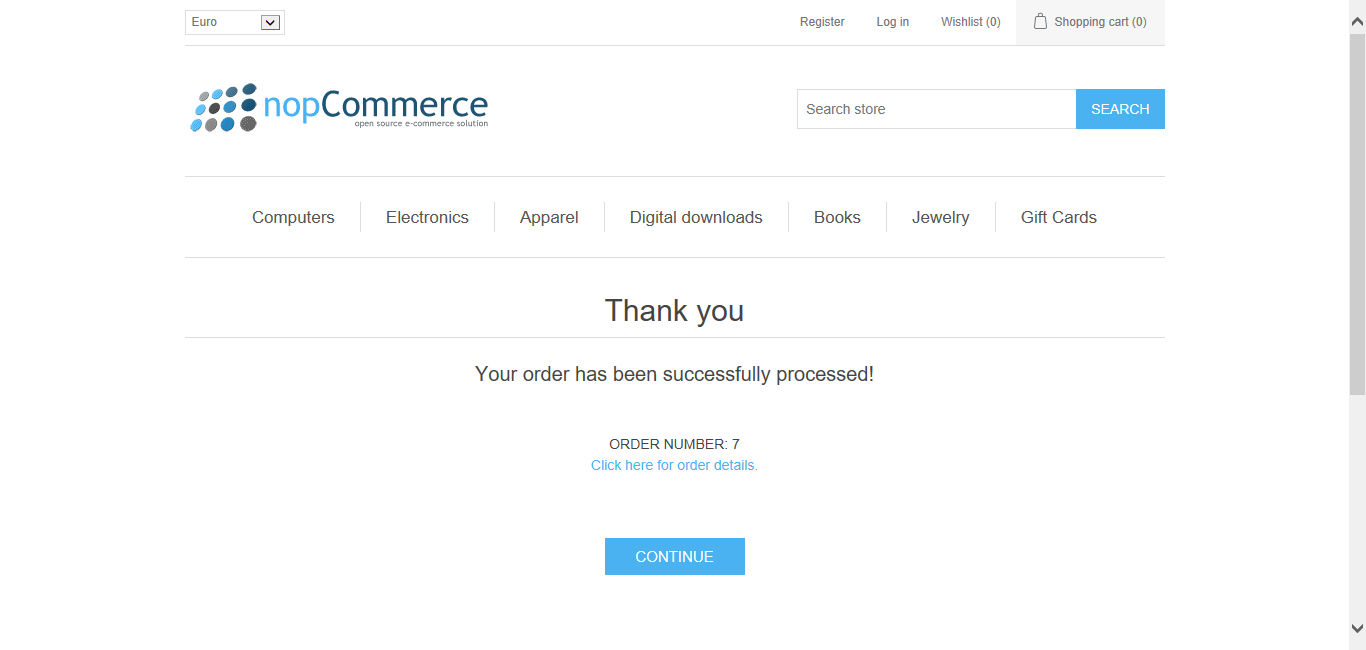 Euro
Register Log in Wishlist (0) Shopping cart (0)
nopCommerce
open source e-commerce solution
Search store SEARCH
Computers Electronics Apparel Digital downloads Books Jewelry Gift Cards
Thank you
Your order has been successfully processed!
ORDER NUMBER: 7
Click here for order details.
CONTINUE